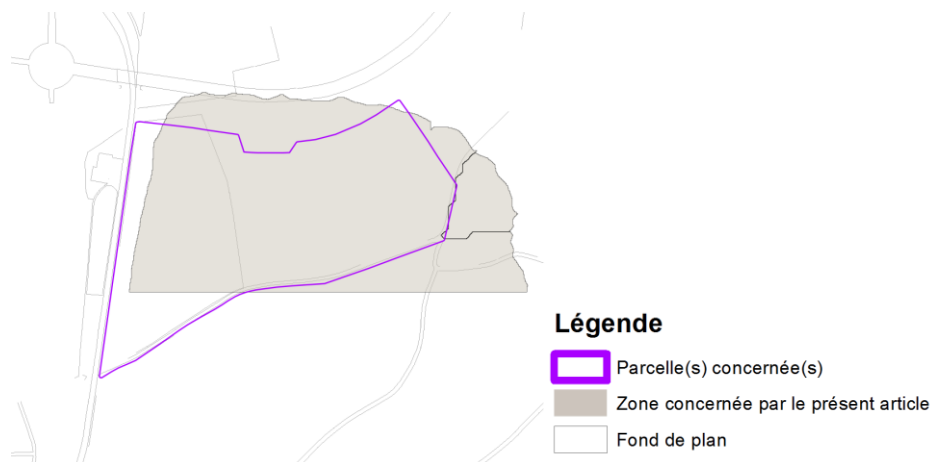 Légende
Parcelle(s) concernée(s)
Zone concernée par le présent article
Fond de plan